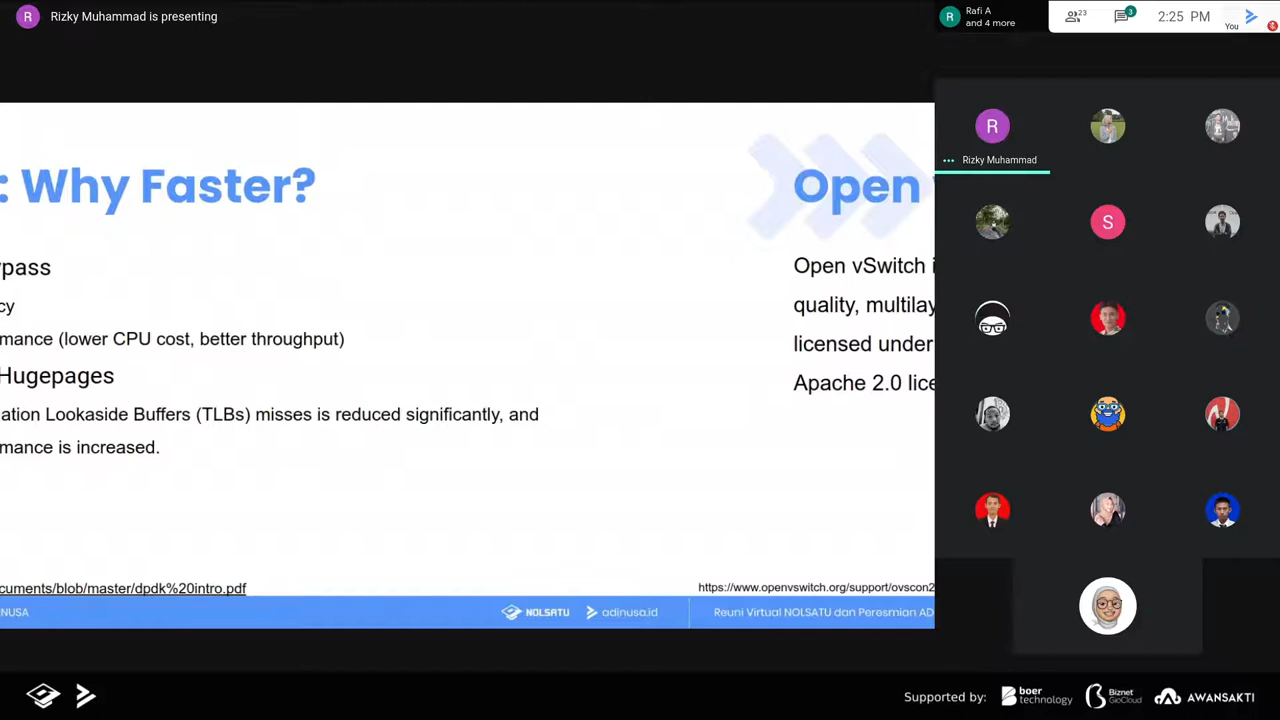 R
Rizky Muhammad is presenting
R
Rafi A
and 4 more
23
3
2:25 PM
You
: Why Faster?
pass
cy
mance (lower CPU cost, better throughput)
Hugepages
ation Lookaside Buffers (TLBs) misses is reduced significantly, and
mance is increased.
cuments/blob/master/dpdk%20intro.pdf
INUSA
NOLSATU
adinusa.id
Open
Open vSwitch i
quality, multilay
licensed under
Apache 2.0 lice
https://www.openvswitch.org/support/ovscon2
Reuni Virtual NOLSATU dan Peresmian AD
R
Rizky Muhammad
S
Supported by:
boer
technology
Biznet
GioCloud
AWANSAKTI